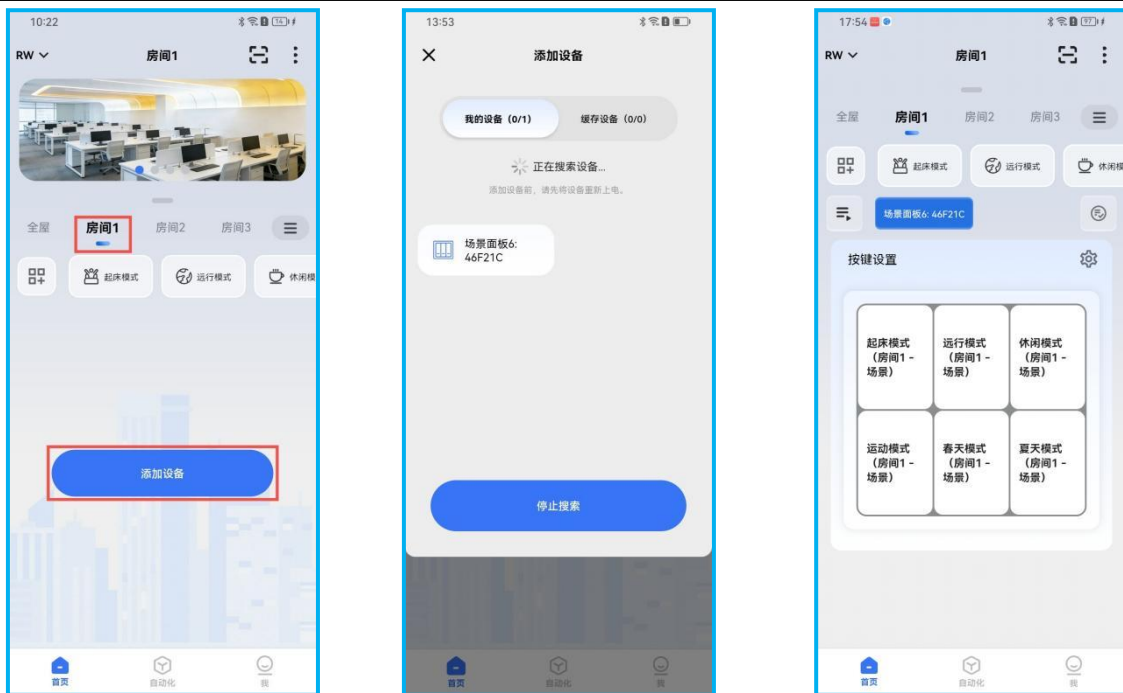 10:22
14
RW
房间1
全屋
房间1
房间2
房间3
起床模式
远行模式
休闲模
添加设备
首页
自动化
我
13:53
添加设备
我的设备（0/1）
缓存设备（0/0）
正在搜索设备...
添加设备前，请先将设备重新上电。
场景面板6:
46F21C
停止搜索
首页
自动化
我
17:54
97
RW
房间1
全屋
房间1
房间2
房间3
起床模式
远行模式
休闲模
场景面板6: 46F21C
按键设置
起床模式
（房间1 -
场景）
远行模式
（房间1 -
场景）
休闲模式
（房间1 -
场景）
运动模式
（房间1 -
场景）
春天模式
（房间1 -
场景）
夏天模式
（房间1 -
场景）
首页
自动化
我